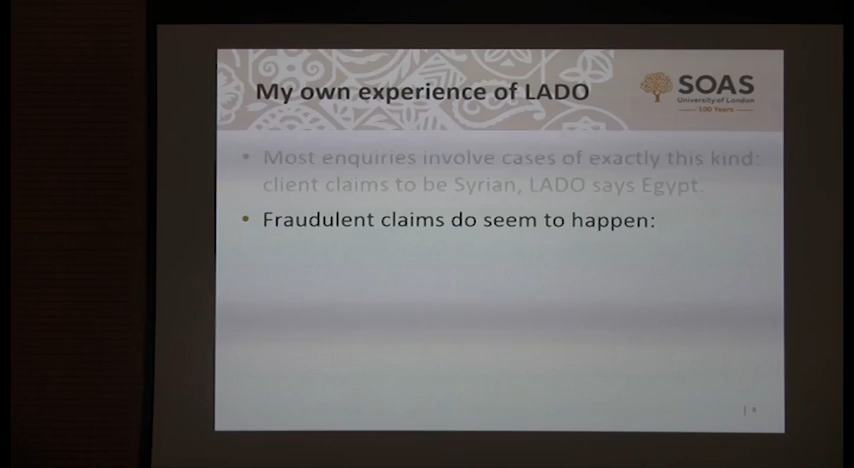 My own experience of LADO
SOAS
University of London
100 Years
• Most enquiries involve cases of exactly this kind:
client claims to be Syrian, LADO says Egypt.
• Fraudulent claims do seem to happen: